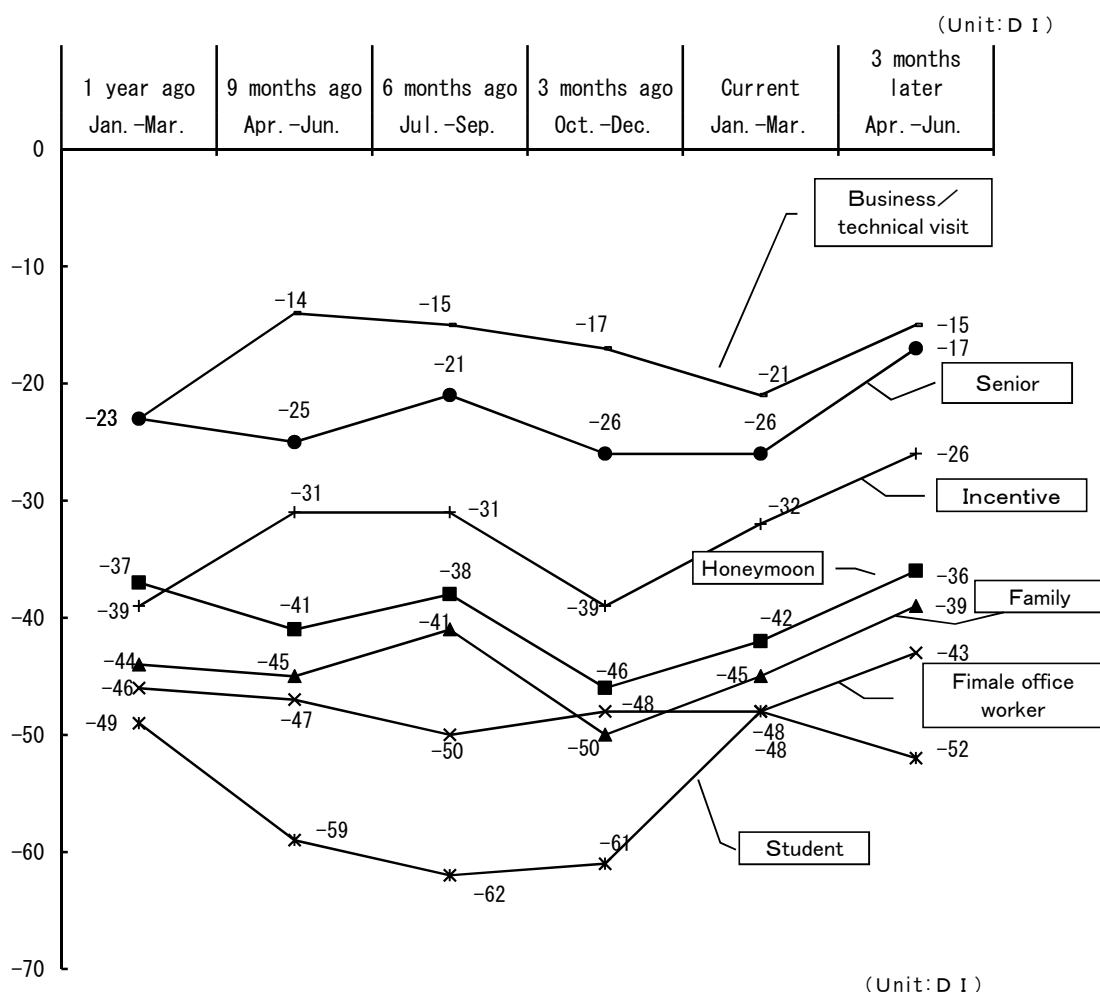 (Unit:ＤＩ)
1 year ago
Jan.-Mar.
9 months ago
Apr.-Jun.
6 months ago
Jul.-Sep.
3 months ago
Oct.-Dec.
Current
Jan.-Mar.
3 months
later
Apr.-Jun.
0
-10
-20
-30
-40
-50
-60
-70
Business／
technical visit
Senior
Incentive
Honeymoon
Family
Fimale office
worker
Student
-23
-14
-15
-17
-21
-15
-25
-21
-26
-26
-17
-39
-31
-31
-39
-32
-26
-37
-41
-38
-46
-42
-36
-44
-45
-41
-50
-45
-39
-46
-47
-50
-48
-48
-43
-49
-59
-62
-61
-48
-52
(Unit:ＤＩ)